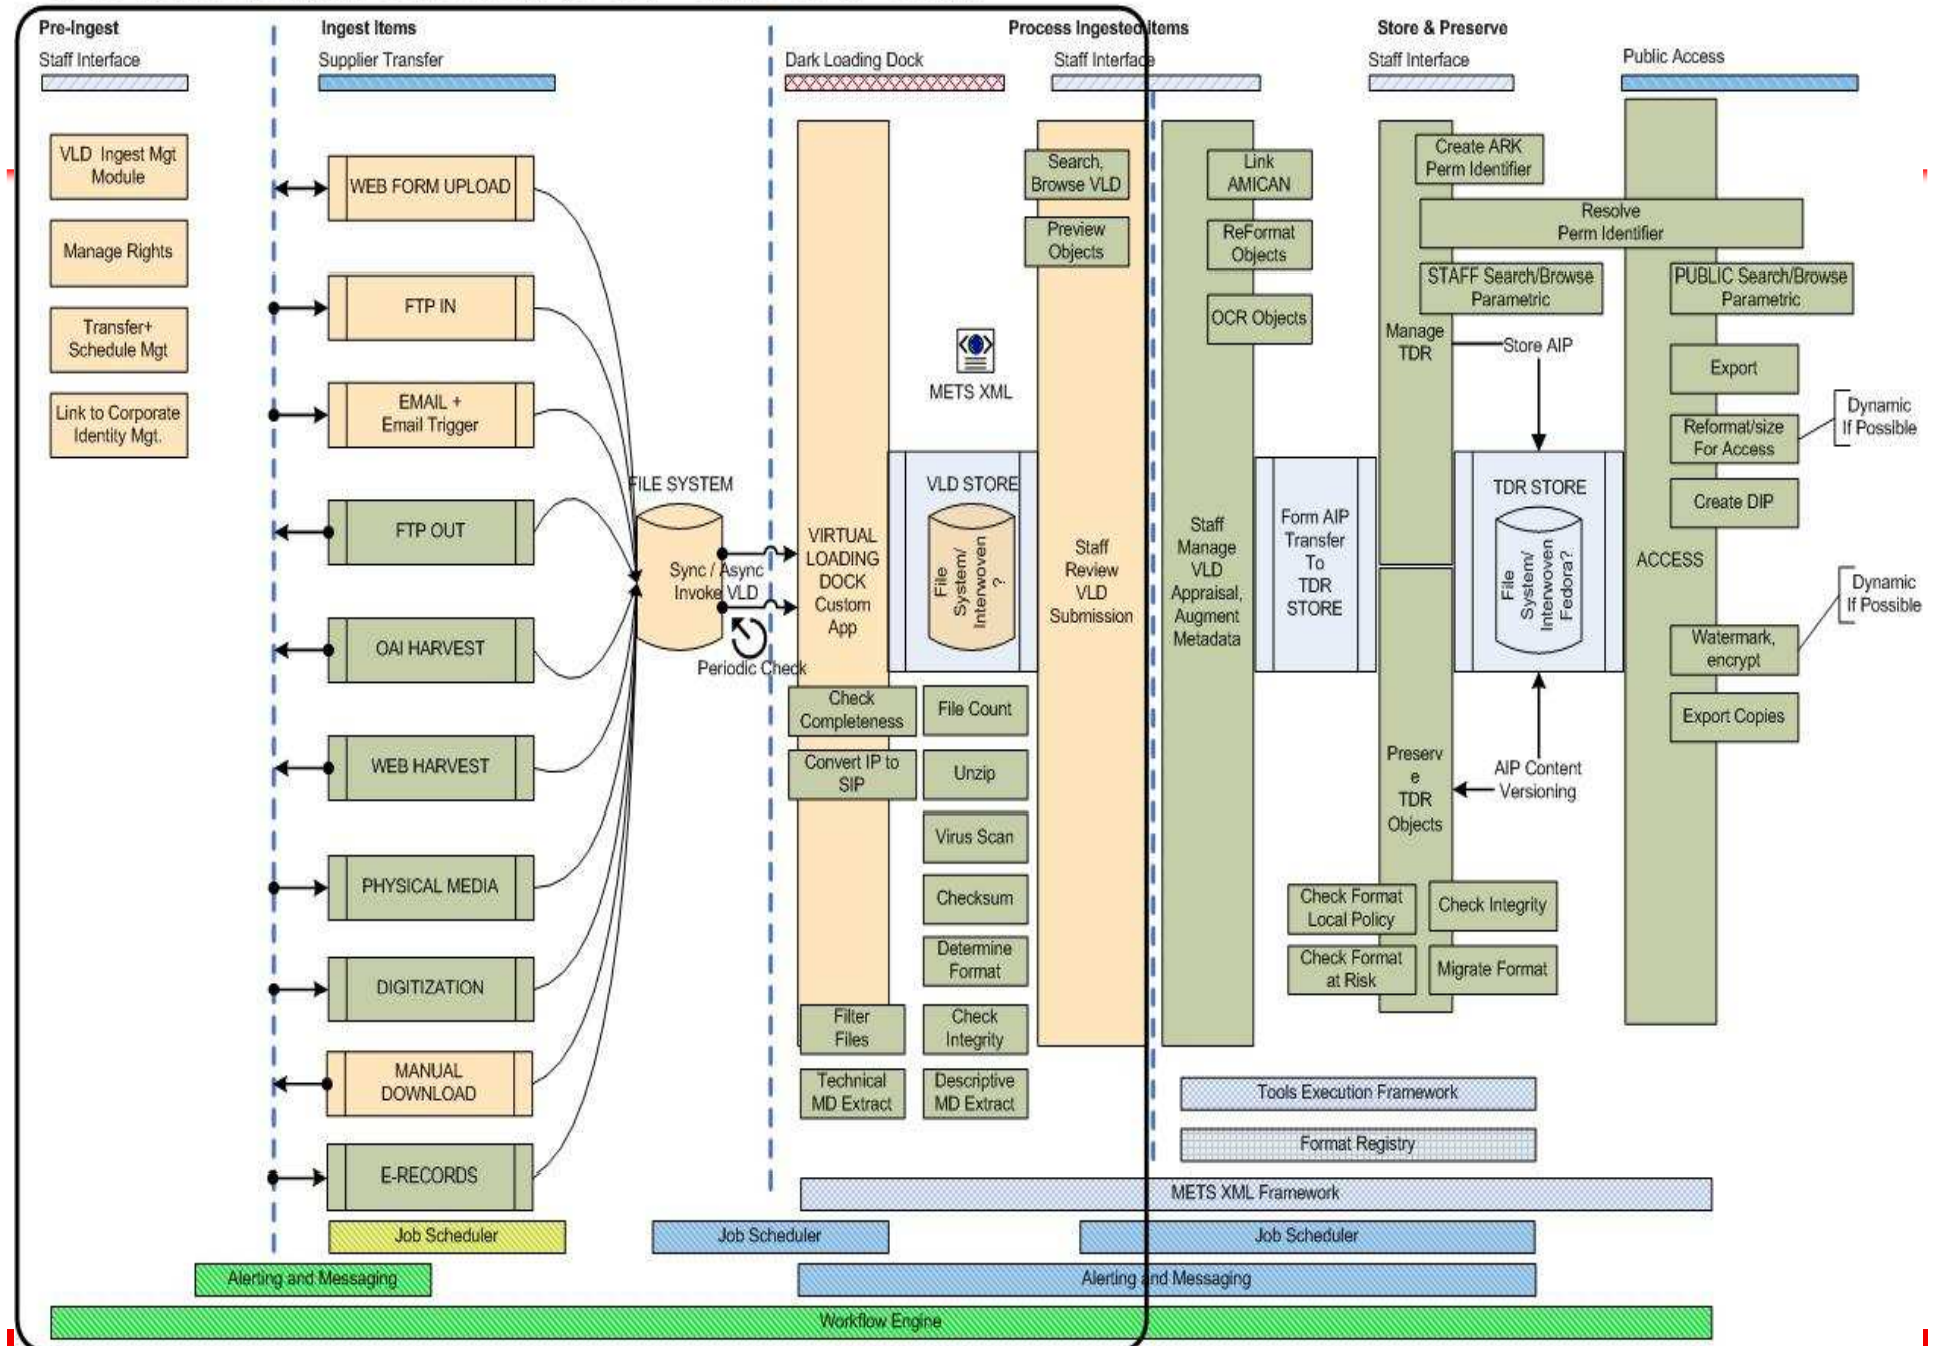 Pre-Ingest
Ingest Items
Process Ingested Items
Store & Preserve
Staff Interface
Supplier Transfer
Dark Loading Dock
Staff Interface
Staff Interface
Public Access
VLD Ingest Mgt
Module
Manage Rights
Transfer+
Schedule Mgt
Link to Corporate
Identity Mgt.
WEB FORM UPLOAD
FTP IN
EMAIL +
Email Trigger
FTP OUT
OAI HARVEST
WEB HARVEST
PHYSICAL MEDIA
DIGITIZATION
MANUAL
DOWNLOAD
E-RECORDS
FILE SYSTEM
Sync / Async
Invoke VLD
Periodic Check
VIRTUAL
LOADING
DOCK
Custom
App
METS XML
VLD STORE
File
System/
Interwoven
?
Check
Completeness
File Count
Convert IP to
SIP
Unzip
Virus Scan
Checksum
Determine
Format
Filter
Files
Check
Integrity
Technical
MD Extract
Descriptive
MD Extract
Search,
Browse VLD
Preview
Objects
Staff
Review
VLD
Submission
Link
AMICAN
ReFormat
Objects
OCR Objects
Staff
Manage
VLD
Appraisal,
Augment
Metadata
Form AIP
Transfer
To
TDR
STORE
Create ARK
Perm Identifier
Resolve
Perm Identifier
STAFF Search/Browse
Parametric
PUBLIC Search/Browse
Parametric
Manage
TDR
Store AIP
TDR STORE
File
System/
Interwoven
Fedora?
Preserv
e
TDR
Objects
AIP Content
Versioning
Check Format
Local Policy
Check Integrity
Check Format
at Risk
Migrate Format
ACCESS
Export
Reformat/size
For Access
Dynamic
If Possible
Create DIP
Dynamic
If Possible
Watermark,
encrypt
Export Copies
Tools Execution Framework
Format Registry
METS XML Framework
Job Scheduler
Job Scheduler
Job Scheduler
Alerting and Messaging
Alerting and Messaging
Workflow Engine